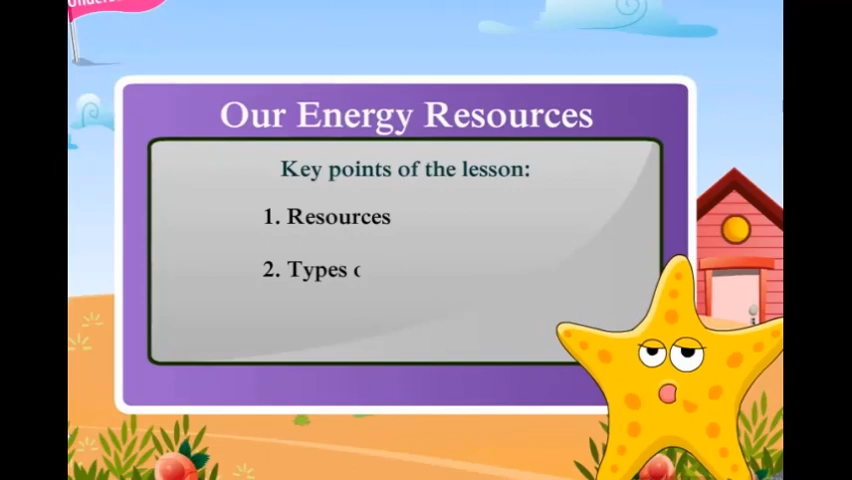 Our Energy Resources
Key points of the lesson:
1. Resources
2. Types